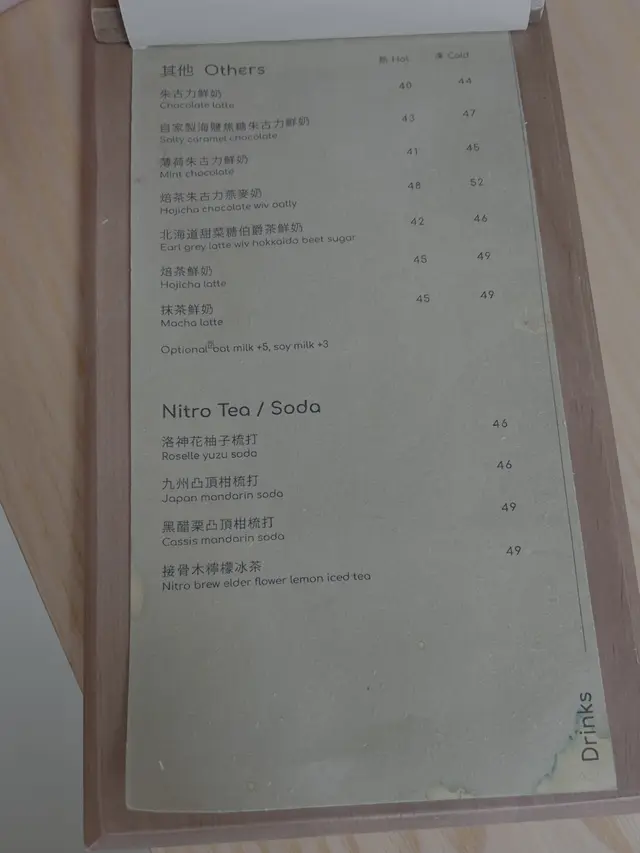 其他 Others
熱 Hot 凍 Cold
朱古力鮮奶 40 44
Chocolate latte
自家製海鹽焦糖朱古力鮮奶 43 47
Salty caramel chocolate
薄荷朱古力鮮奶 41 45
Mint chocolate
焙茶朱古力燕麥奶 48 52
Hojicha chocolate wiv oatly
北海道甜菜糖伯爵茶鮮奶 42 46
Earl grey latte wiv hokkaido beet sugar
焙茶鮮奶 45 49
Hojicha latte
抹茶鮮奶 45 49
Macha latte
Optional oat milk +5, soy milk +3
Nitro Tea / Soda
洛神花柚子梳打 46
Roselle yuzu soda
九州凸頂柑梳打 46
Japan mandarin soda
黑醋栗凸頂柑梳打 49
Cassis mandarin soda
接骨木檸檬冰茶 49
Nitro brew elder flower lemon iced tea
Drinks